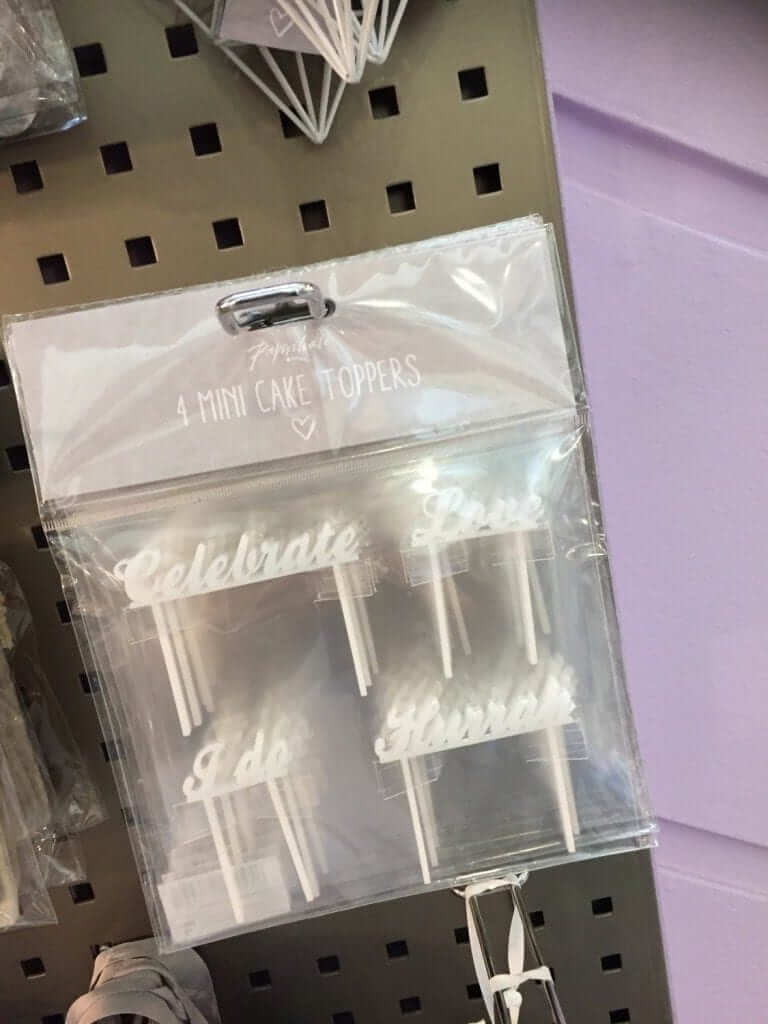 4 MINI CAKE TOPPERS
Celebrate
Love
I do
Hurrah